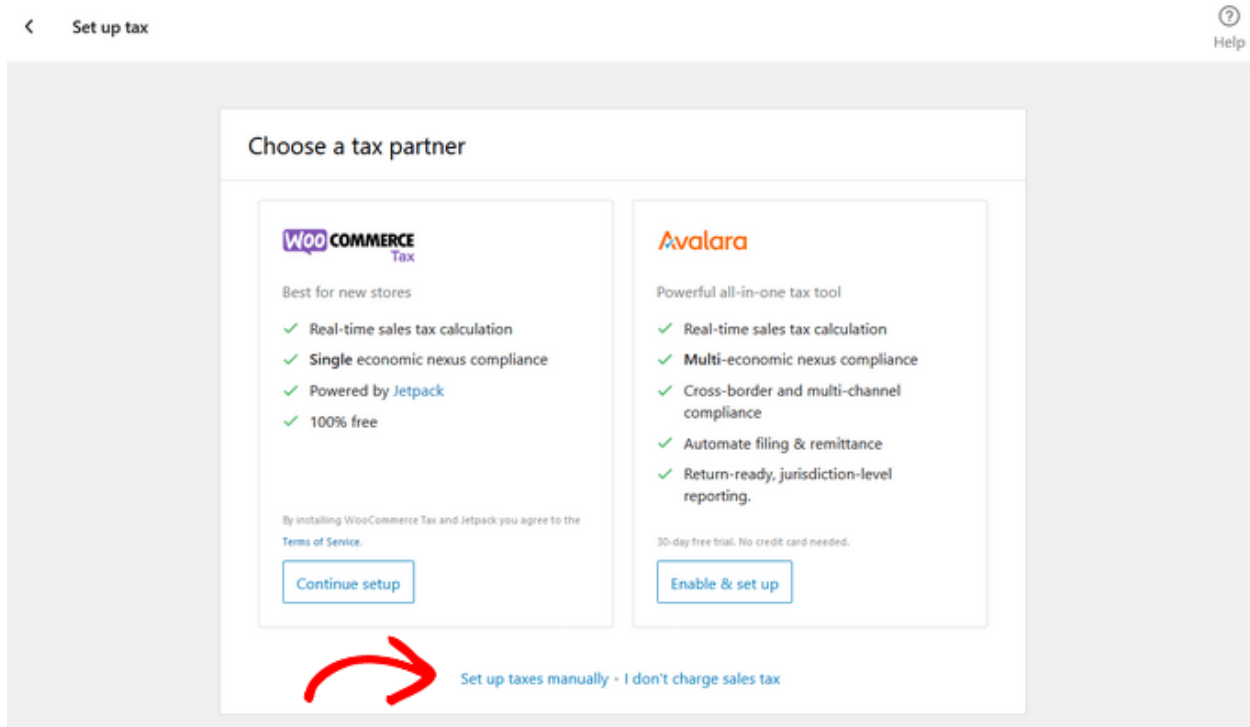 Set up tax
Help
Choose a tax partner
WOO COMMERCE
Tax
Best for new stores
Real-time sales tax calculation
Single economic nexus compliance
Powered by Jetpack
100% free
By installing WooCommerce Tax and Jetpack you agree to the
Terms of Service.
Continue setup
Avalara
Powerful all-in-one tax tool
Real-time sales tax calculation
Multi-economic nexus compliance
Cross-border and multi-channel
compliance
Automate filing & remittance
Return-ready, jurisdiction-level
reporting.
30-day free trial. No credit card needed.
Enable & set up
Set up taxes manually • I don't charge sales tax